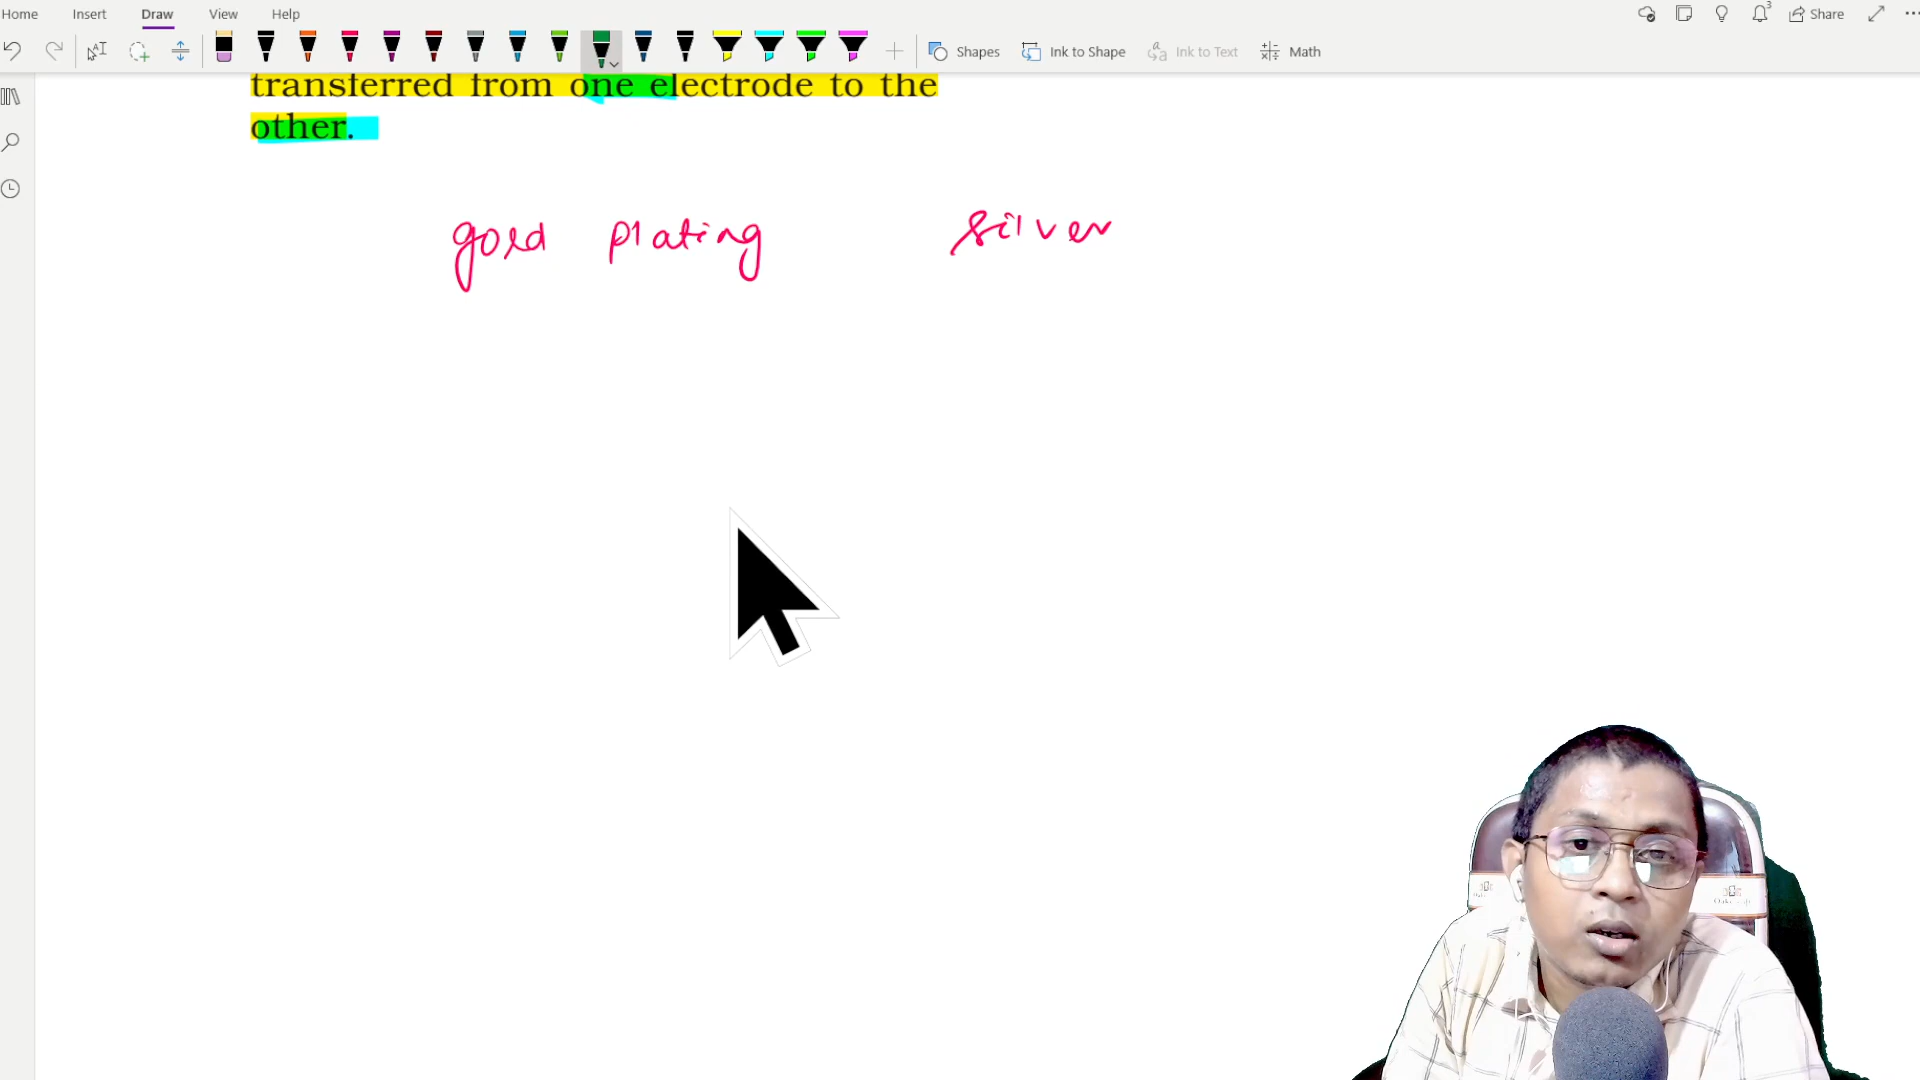 Home Insert Draw View Help
3 Share
Shapes Ink to Shape Ink to Text Math
transferred from one electrode to the
other.
gold plating silver